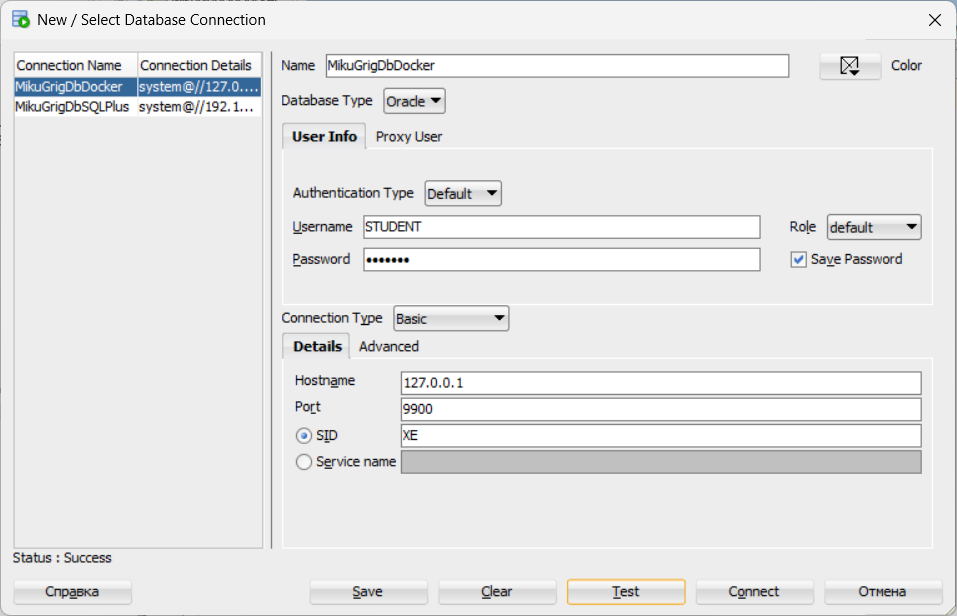 New / Select Database Connection
Connection Name Connection Details
MikuGrigDbDocker system@//127.0....
MikuGrigDbSQLPlus system@//192.1...
Name MikuGrigDbDocker Color
Database Type Oracle
User Info Proxy User
Authentication Type Default
Username STUDENT Role default
Password ••••••• Save Password
Connection Type Basic
Details Advanced
Hostname 127.0.0.1
Port 9900
SID XE
Service name
Status : Success
Справка Save Clear Test Connect Отмена